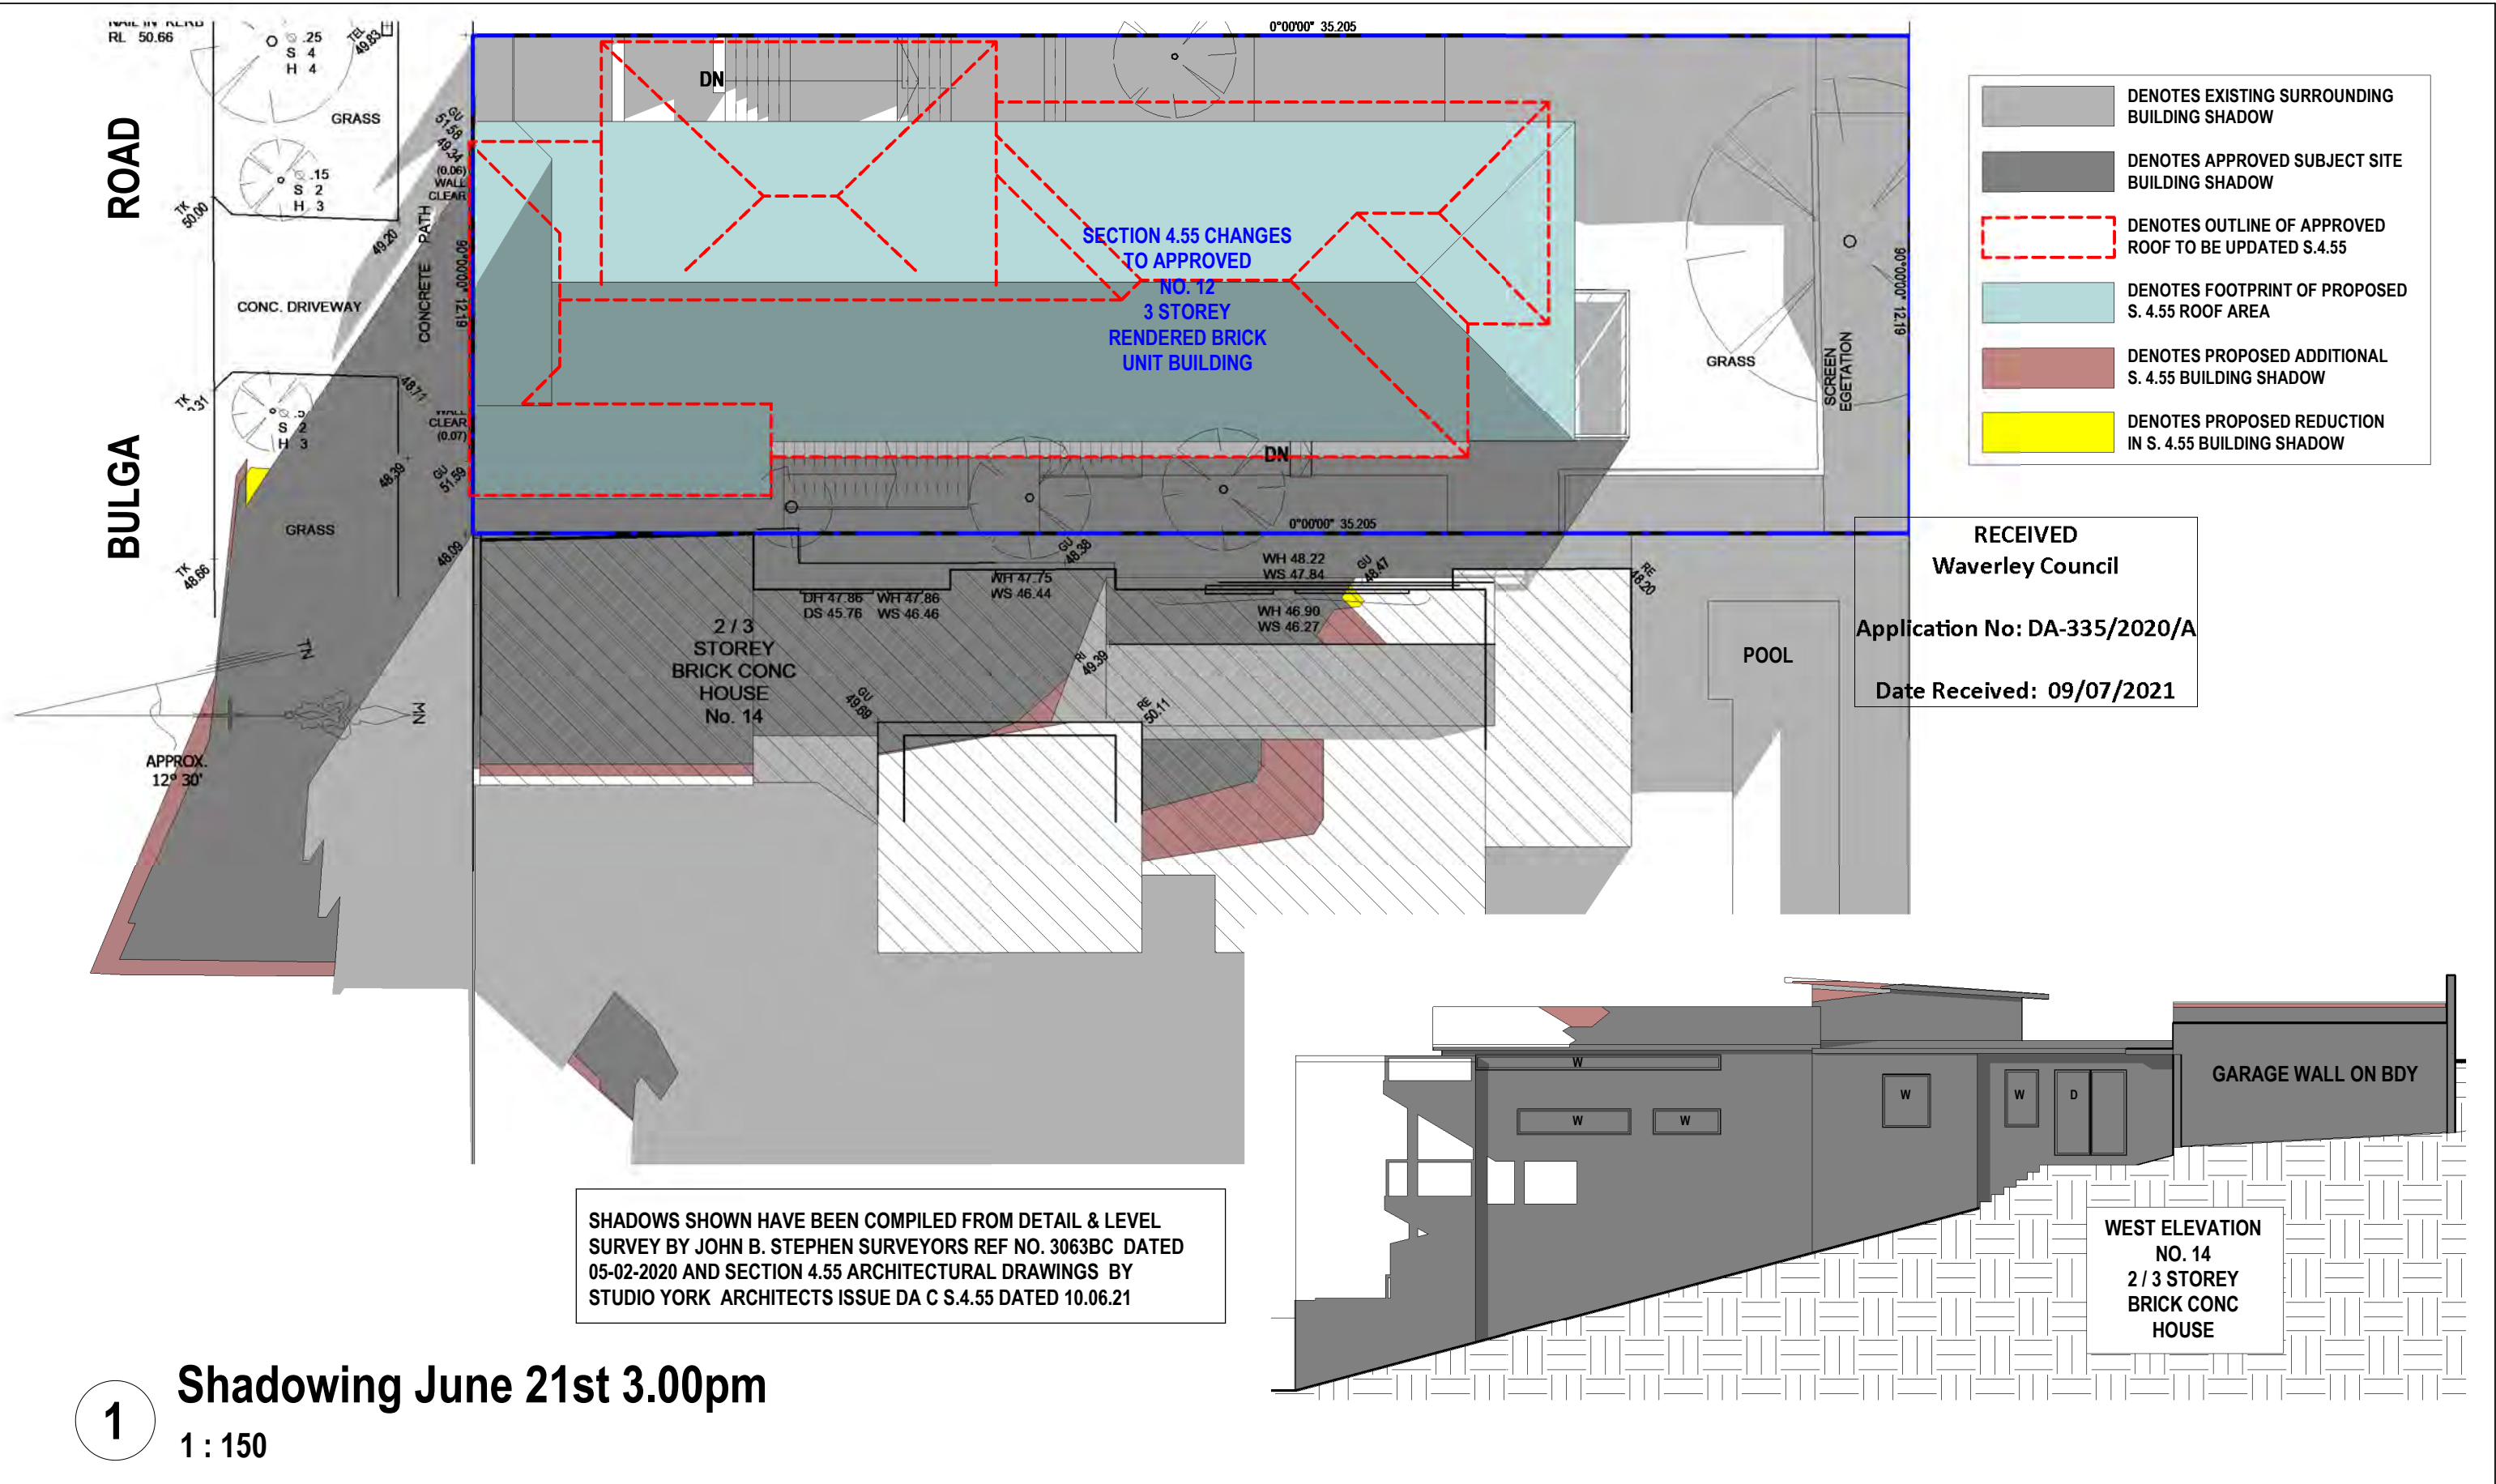 NAIL IN KERB
RL 50.66
∅ .25
S 4
H 4
TEL
49.83
GRASS
ROAD
∅ .15
S 2
H 3
TK
50.00
49.20
GU
51.58
49.34
(0.06)
WALL
CLEAR
CONCRETE PATH
90°00'00" 12.19
CONC. DRIVEWAY
TK
S 2
H 3
48.71
WALL
CLEAR
(0.07)
48.39
GU
51.59
BULGA
GRASS
TK
48.66
48.09
TN
MN
APPROX.
12° 30'
0°00'00" 35.205
DN
SECTION 4.55 CHANGES
TO APPROVED
NO. 12
3 STOREY
RENDERED BRICK
UNIT BUILDING
DN
0°00'00" 35.205
GRASS
SCREEN
EGETATION
90°00'00" 12.19
DENOTES EXISTING SURROUNDING
BUILDING SHADOW
DENOTES APPROVED SUBJECT SITE
BUILDING SHADOW
DENOTES OUTLINE OF APPROVED
ROOF TO BE UPDATED S.4.55
DENOTES FOOTPRINT OF PROPOSED
S. 4.55 ROOF AREA
DENOTES PROPOSED ADDITIONAL
S. 4.55 BUILDING SHADOW
DENOTES PROPOSED REDUCTION
IN S. 4.55 BUILDING SHADOW
RECEIVED
Waverley Council
Application No: DA-335/2020/A
Date Received: 09/07/2021
GU
48.38
WH 47.75
WS 46.44
DH 47.86
DS 45.76
WH 47.86
WS 46.46
WH 48.22
WS 47.84
GU
48.47
WH 46.90
WS 46.27
RE
48.20
2 / 3
STOREY
BRICK CONC
HOUSE
No. 14
RI
49.39
GU
49.69
RE
50.11
POOL
W
W
W
W
W
D
GARAGE WALL ON BDY
WEST ELEVATION
NO. 14
2 / 3 STOREY
BRICK CONC
HOUSE
SHADOWS SHOWN HAVE BEEN COMPILED FROM DETAIL & LEVEL
SURVEY BY JOHN B. STEPHEN SURVEYORS REF NO. 3063BC DATED
05-02-2020 AND SECTION 4.55 ARCHITECTURAL DRAWINGS BY
STUDIO YORK ARCHITECTS ISSUE DA C S.4.55 DATED 10.06.21
1
Shadowing June 21st 3.00pm
1 : 150